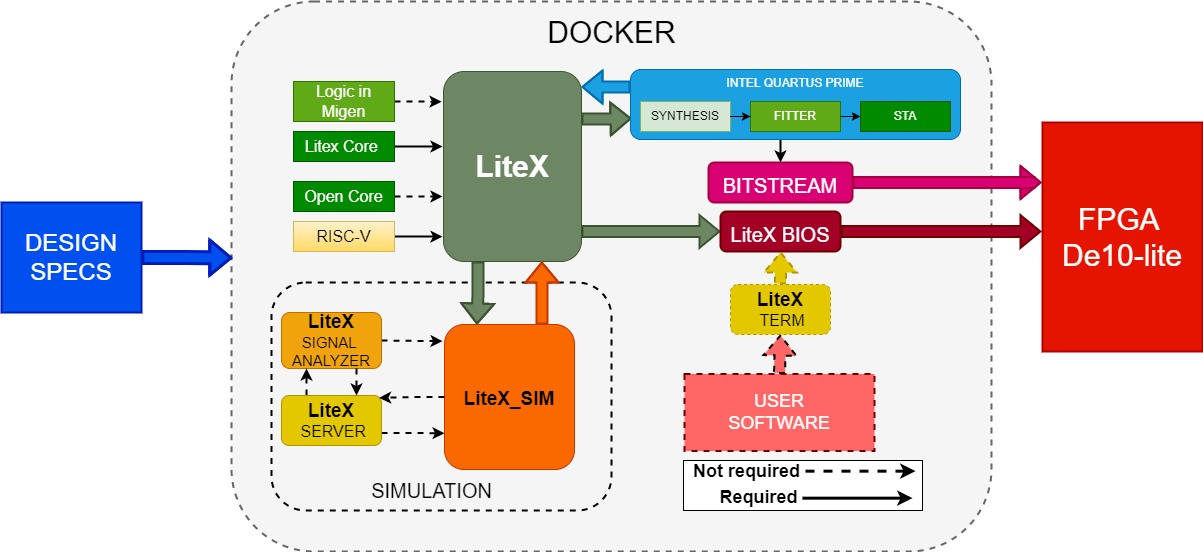 DOCKER
Logic in
Migen
Litex Core
Open Core
RISC-V
LiteX
INTEL QUARTUS PRIME
SYNTHESIS
FITTER
STA
BITSTREAM
LiteX BIOS
DESIGN
SPECS
FPGA
De10-lite
LiteX
TERM
USER
SOFTWARE
LiteX
SIGNAL
ANALYZER
LiteX
SERVER
LiteX_SIM
SIMULATION
Not required
Required